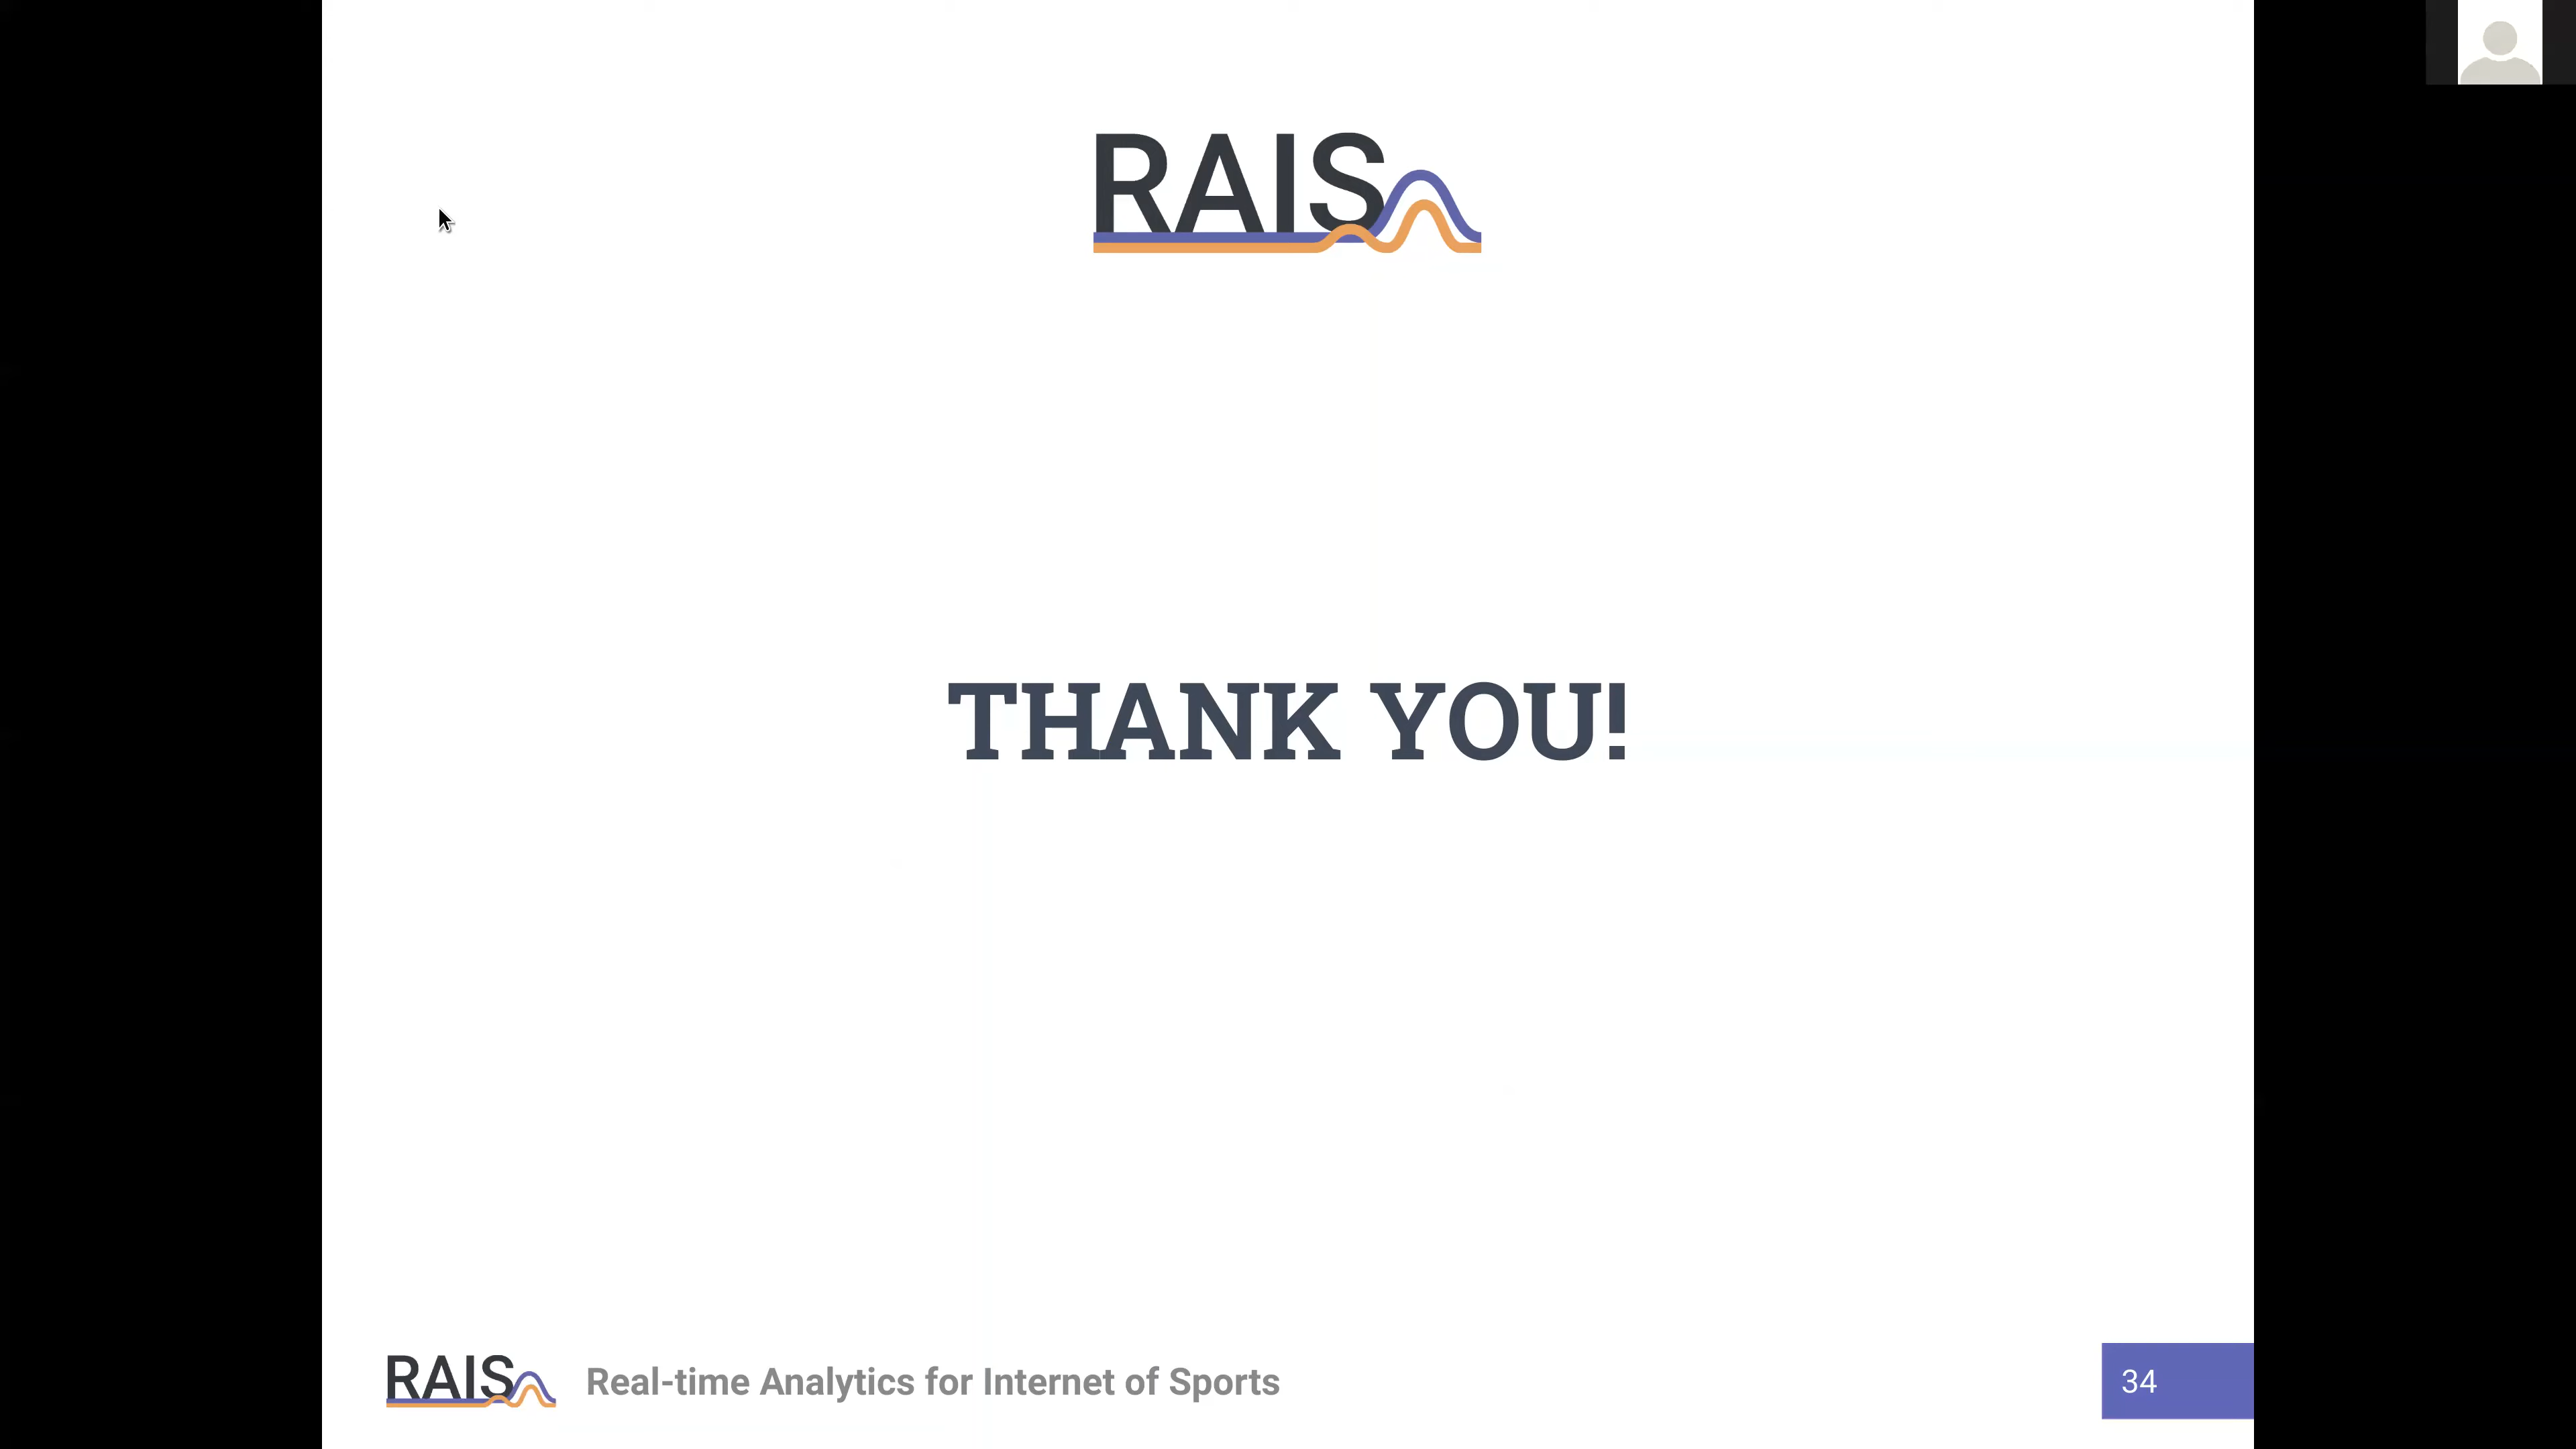 RAIS
THANK YOU!
RAIS
Real-time Analytics for Internet of Sports
34